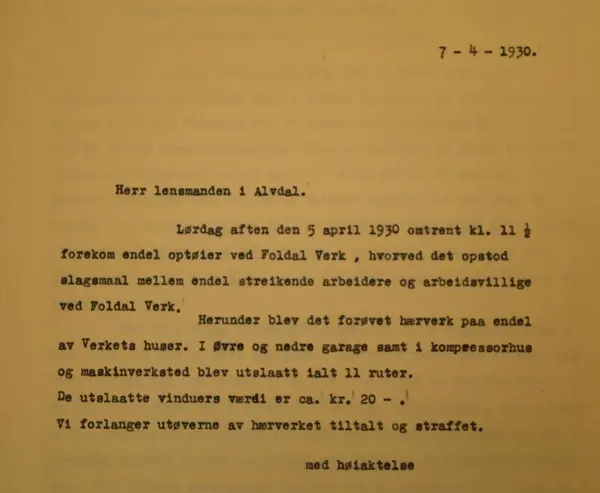 7 - 4 - 1930.
Herr lensmanden i Alvdal.
Lørdag aften den 5 april 1930 omtrent kl. 11 ½
forekom endel optøier ved Foldal Verk , hvorved det opstod
slagsmaal mellem endel streikende arbeidere og arbeidsvillige
ved Foldal Verk.
Herunder blev det forøvet hærverk paa endel
av Verkets huser. I Øvre og nedre garage samt i kompressorhus
og maskinverksted blev utslaatt ialt 11 ruter.
De utslaatte vinduers værdi er ca. kr. 20 - .
Vi forlanger utøverne av hærverket tiltalt og straffet.
med høiaktelse